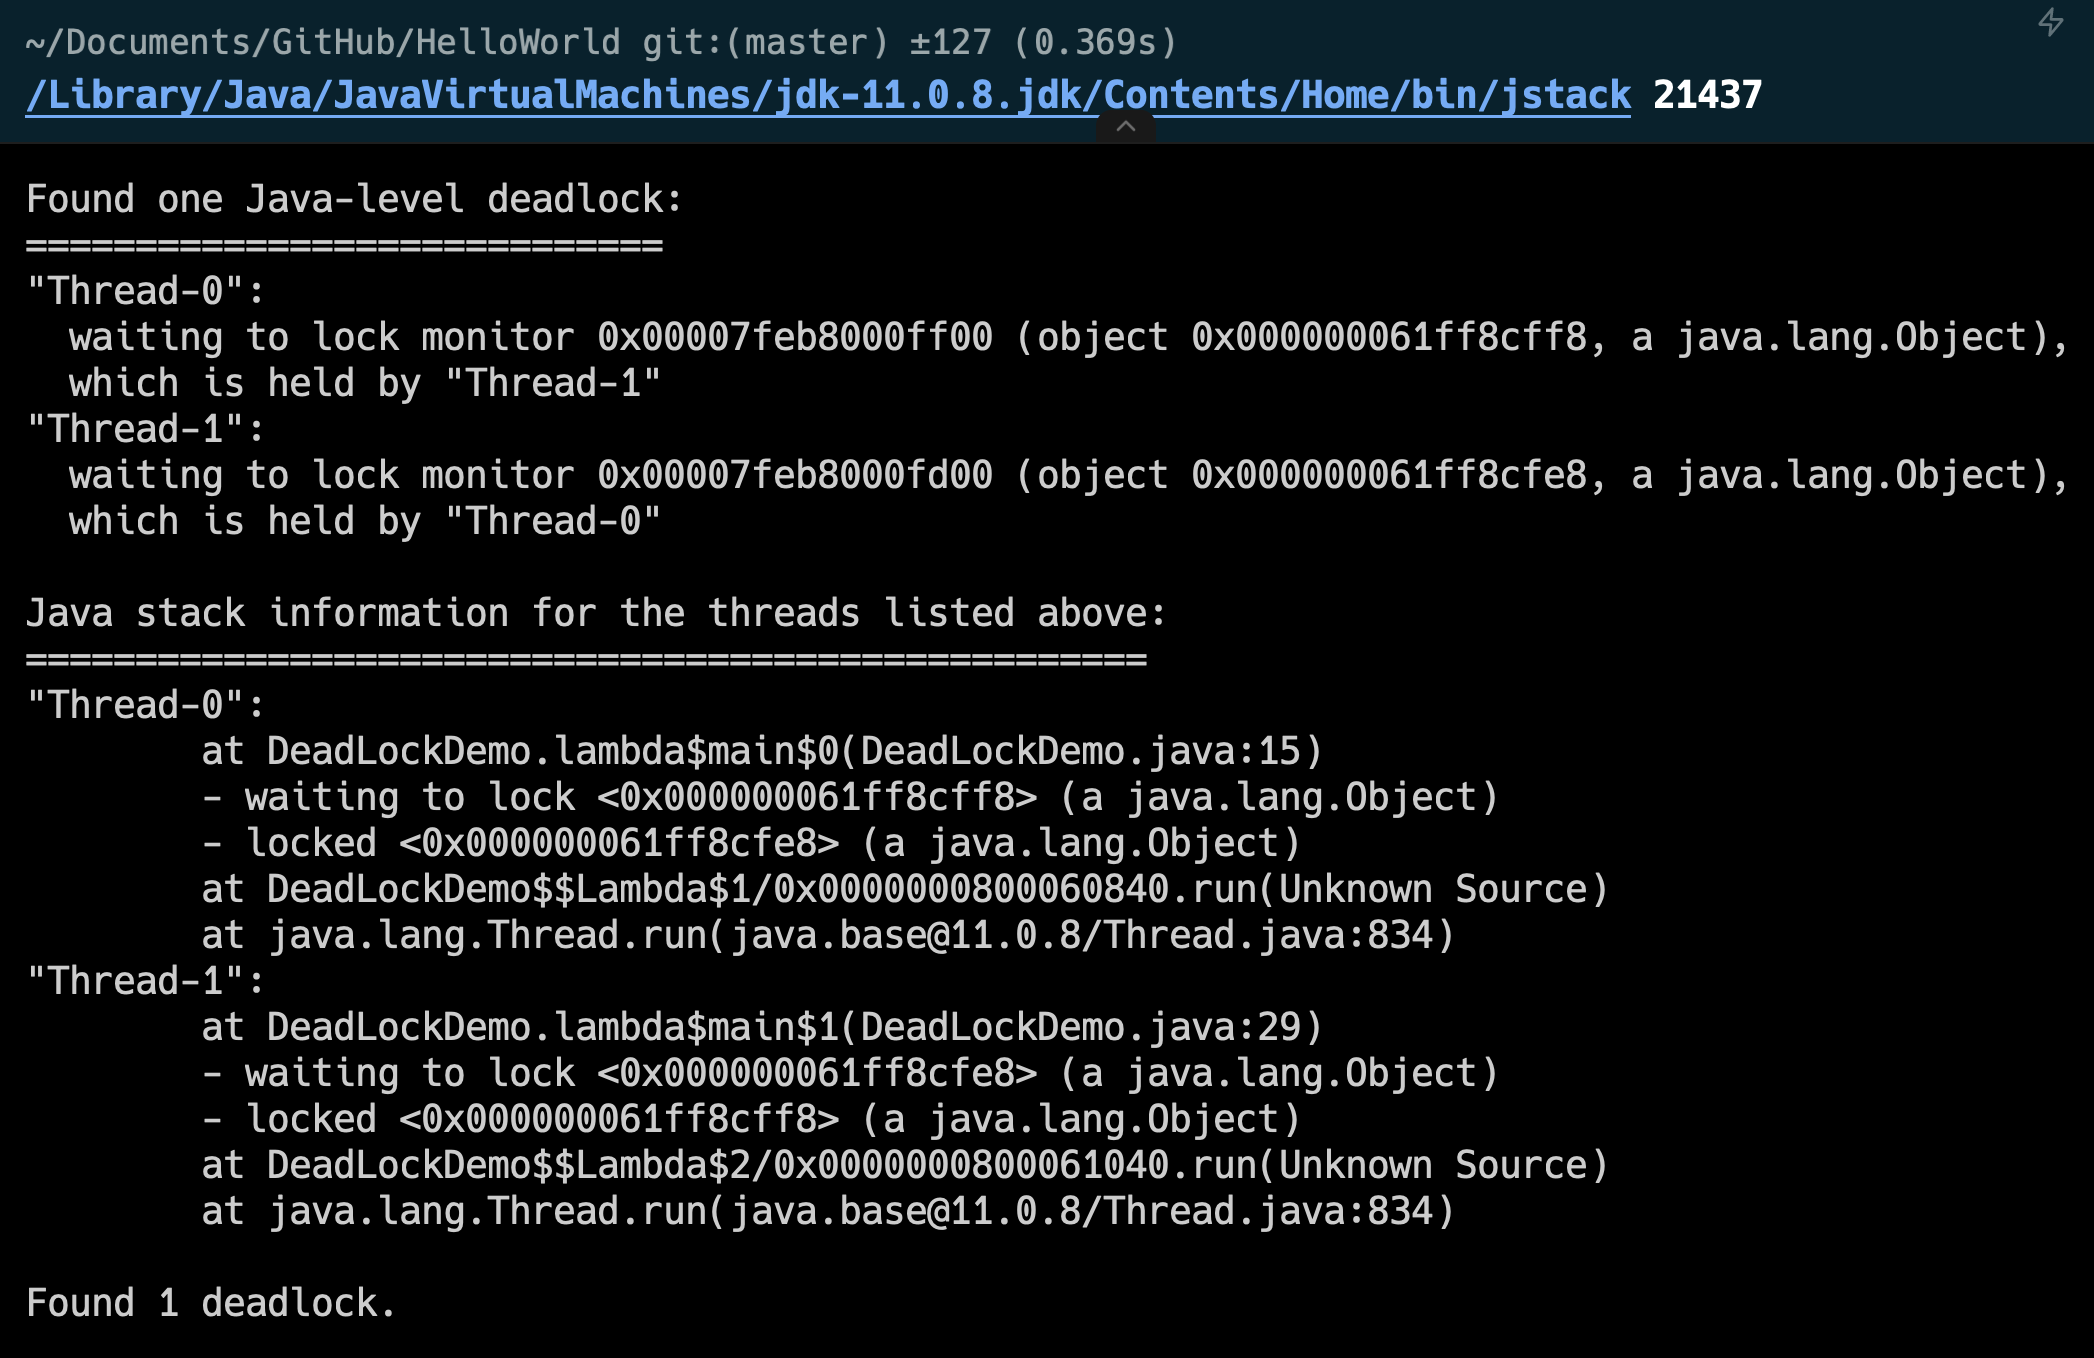 ~/Documents/GitHub/HelloWorld git:(master) ±127 (0.369s)
/Library/Java/JavaVirtualMachines/jdk-11.0.8.jdk/Contents/Home/bin/jstack 21437
Found one Java-level deadlock:
=============================
"Thread-0":
  waiting to lock monitor 0x00007feb8000ff00 (object 0x000000061ff8cff8, a java.lang.Object),
  which is held by "Thread-1"
"Thread-1":
  waiting to lock monitor 0x00007feb8000fd00 (object 0x000000061ff8cfe8, a java.lang.Object),
  which is held by "Thread-0"

Java stack information for the threads listed above:
===================================================
"Thread-0":
        at DeadLockDemo.lambda$main$0(DeadLockDemo.java:15)
        - waiting to lock <0x000000061ff8cff8> (a java.lang.Object)
        - locked <0x000000061ff8cfe8> (a java.lang.Object)
        at DeadLockDemo$$Lambda$1/0x0000000800060840.run(Unknown Source)
        at java.lang.Thread.run(java.base@11.0.8/Thread.java:834)
"Thread-1":
        at DeadLockDemo.lambda$main$1(DeadLockDemo.java:29)
        - waiting to lock <0x000000061ff8cfe8> (a java.lang.Object)
        - locked <0x000000061ff8cff8> (a java.lang.Object)
        at DeadLockDemo$$Lambda$2/0x0000000800061040.run(Unknown Source)
        at java.lang.Thread.run(java.base@11.0.8/Thread.java:834)

Found 1 deadlock.